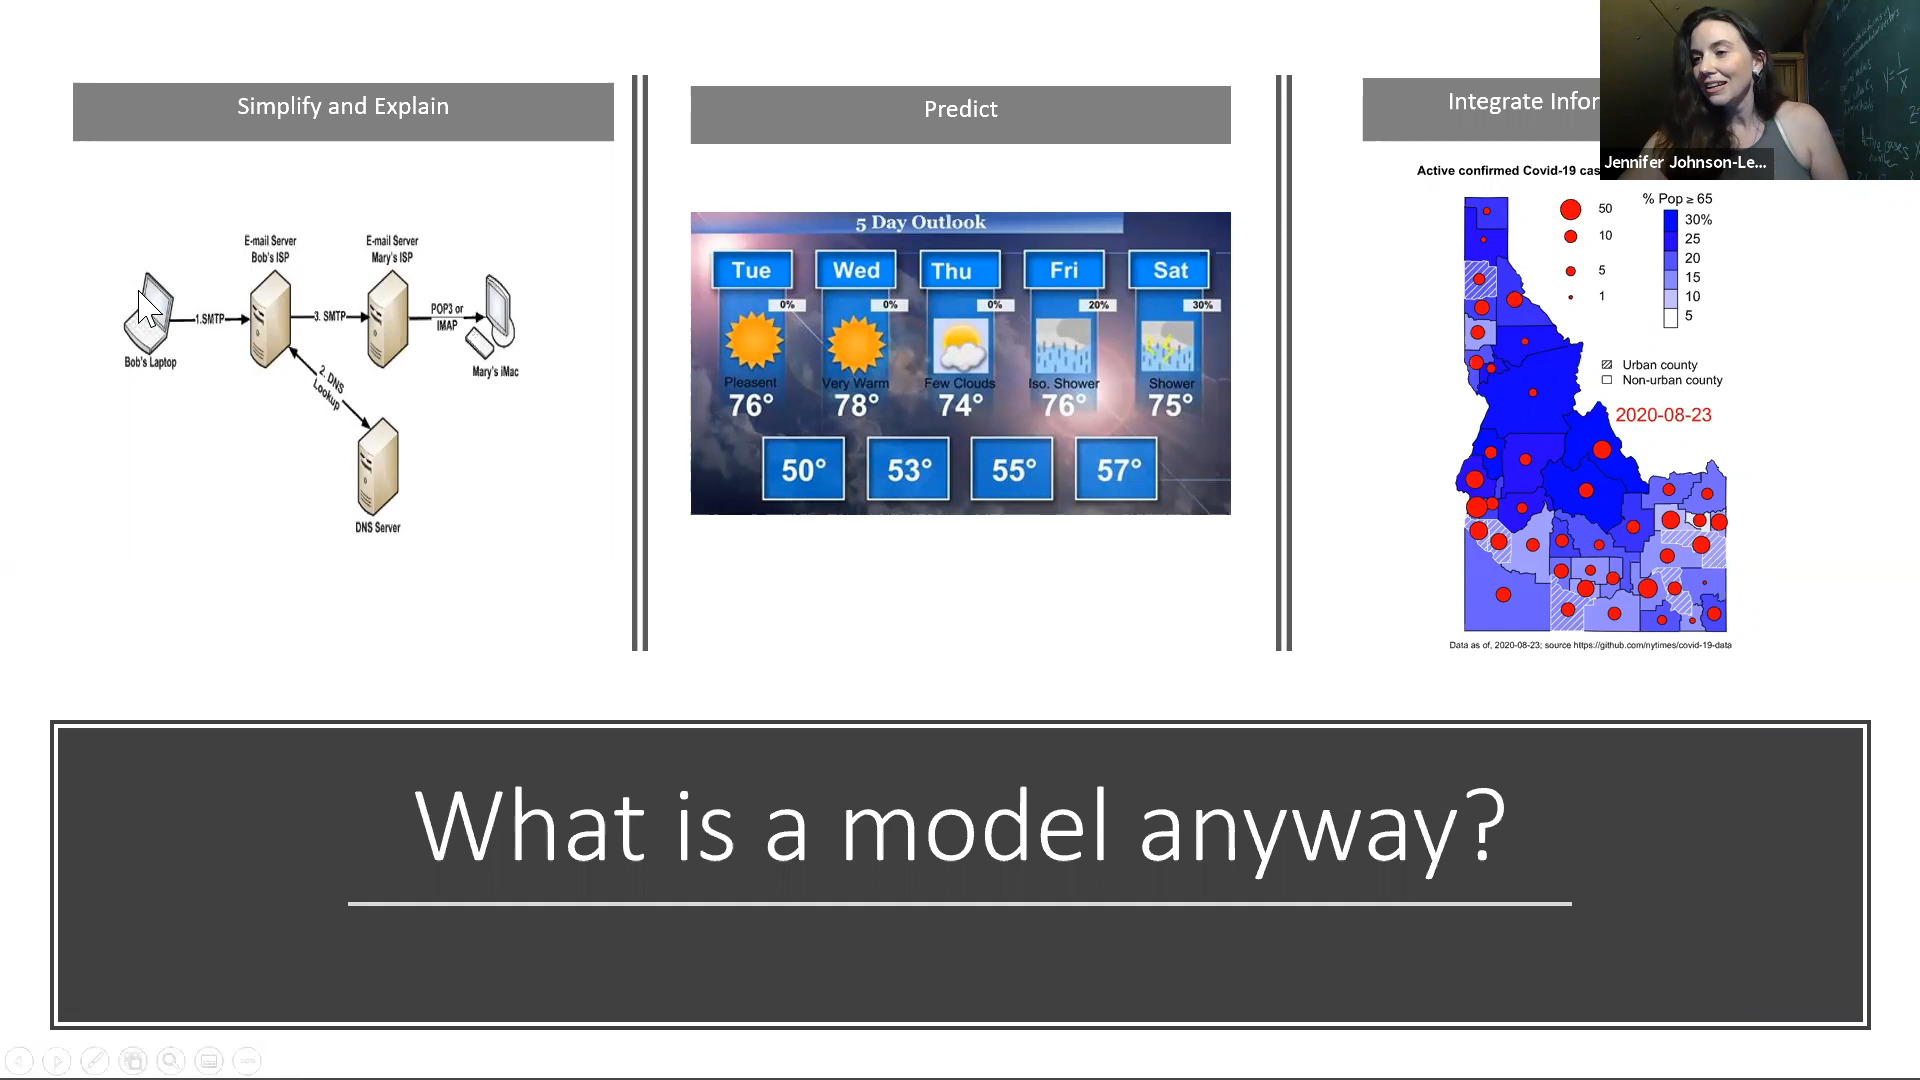 Simplify and Explain
E-mail Server
Bob's ISP
E-mail Server
Mary's ISP
1.SMTP
3. SMTP
POP3 or
IMAP
Bob's Laptop
Mary's iMac
2. DNS
Lookup
DNS Server
Predict
5 Day Outlook
Tue Wed Thu Fri Sat
0% 0% 0% 20% 30%
Pleasent Very Warm Few Clouds Iso. Shower Shower
76° 78° 74° 76° 75°
50° 53° 55° 57°
Integrate Infor
Active confirmed Covid-19 cas
Jennifer Johnson-Le...
y=1/x
50
10
5
1
% Pop ≥ 65
30%
25
20
15
10
5
Urban county
Non-urban county
2020-08-23
Data as of, 2020-08-23; source https://github.com/nytimes/covid-19-data
What is a model anyway?